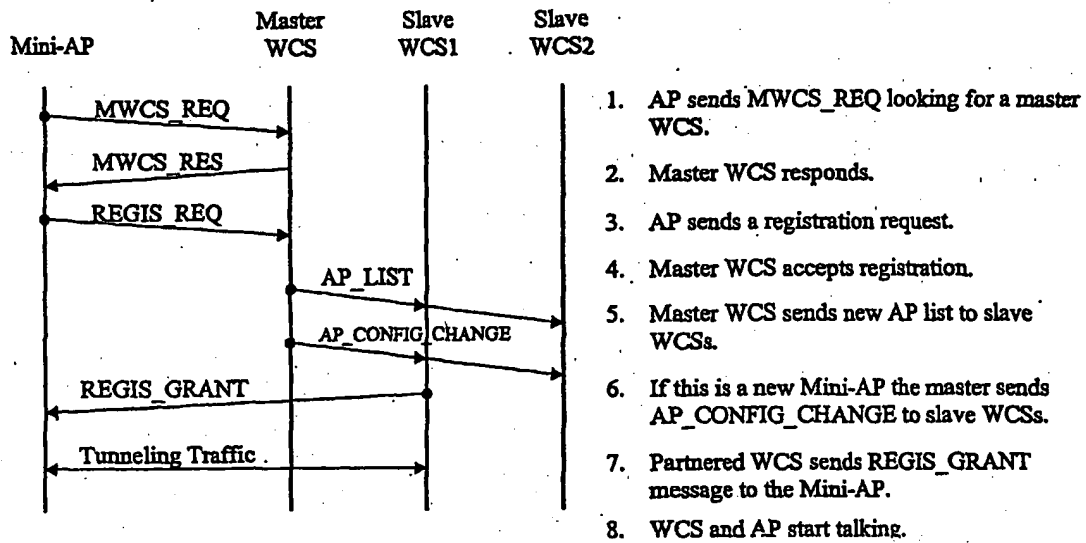 Mini-AP
Master
WCS
Slave
WCS1
Slave
WCS2
MWCS_REQ
MWCS_RES
REGIS_REQ
AP_LIST
AP_CONFIG_CHANGE
REGIS_GRANT
Tunneling Traffic
1. AP sends MWCS_REQ looking for a master
WCS.
2. Master WCS responds.
3. AP sends a registration request.
4. Master WCS accepts registration.
5. Master WCS sends new AP list to slave
WCSs.
6. If this is a new Mini-AP the master sends
AP_CONFIG_CHANGE to slave WCSs.
7. Partnered WCS sends REGIS_GRANT
message to the Mini-AP.
8. WCS and AP start talking.